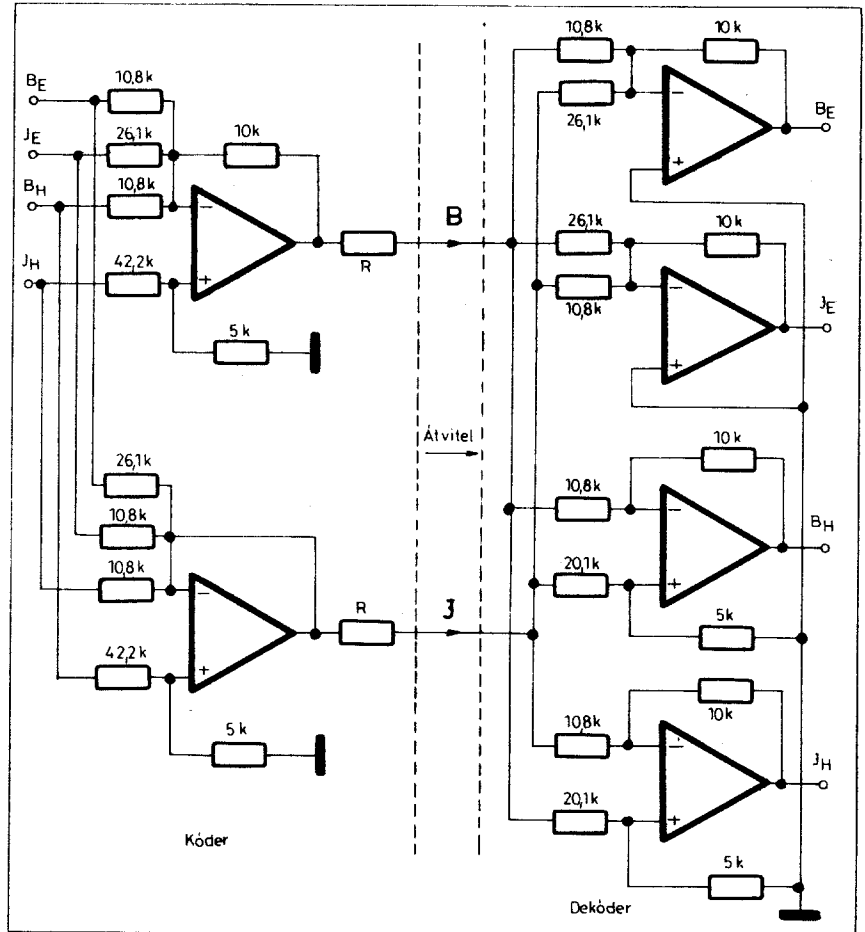 B_E
10,8k
J_E
26,1k
10k
B_H
10,8k
J_H
42,2k
5k
R
B
Átvitel
26,1k
10,8k
10,8k
42,2k
5k
R
J
Kóder
10,8k
10k
26,1k
B_E
26,1k
10k
10,8k
J_E
10k
10,8k
B_H
20,1k
5k
10,8k
10k
J_H
20,1k
5k
Dekóder